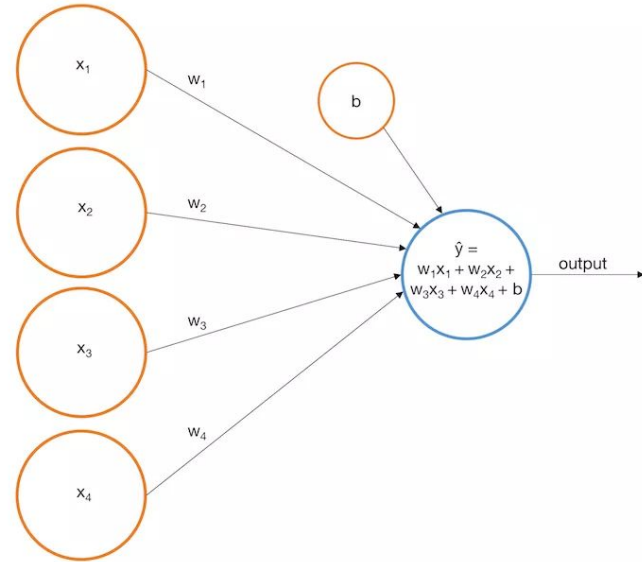 x₁
w₁
b
x₂
w₂
ŷ =
w₁x₁ + w₂x₂ +
w₃x₃ + w₄x₄ + b
output
x₃
w₃
w₄
x₄